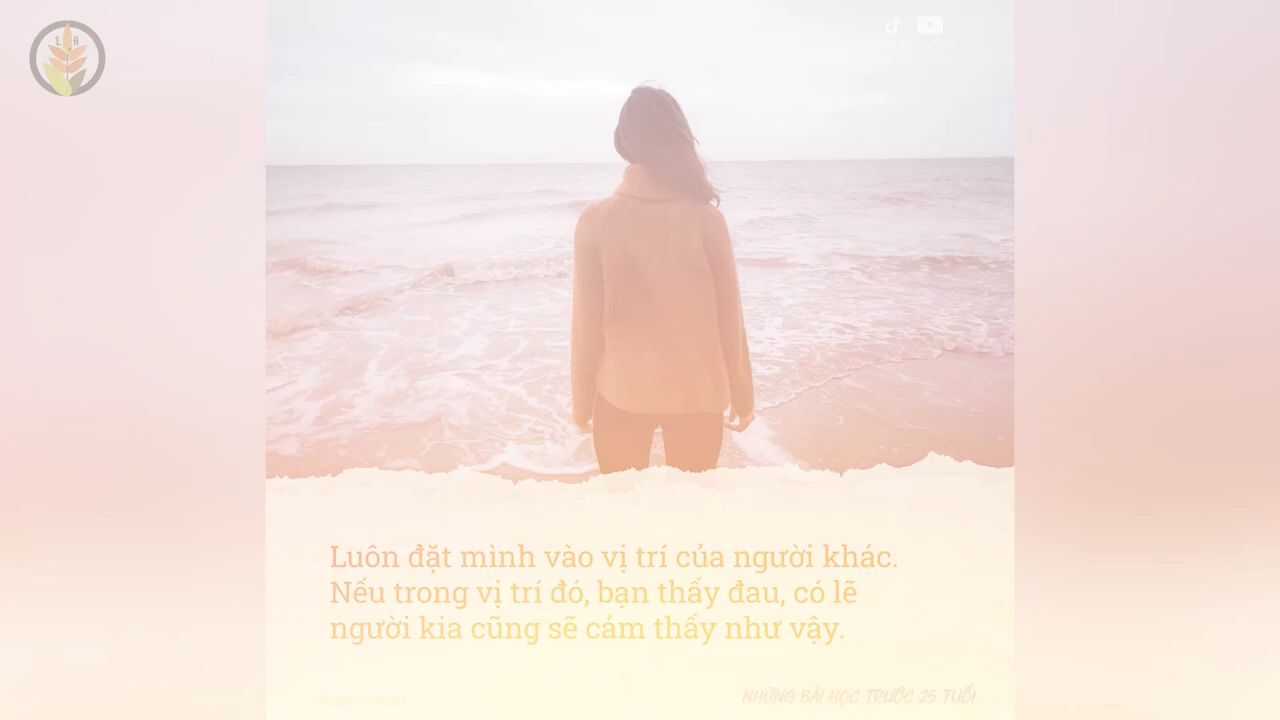 L A
Luôn đặt mình vào vị trí của người khác.
Nếu trong vị trí đó, bạn thấy đau, có lẽ
người kia cũng sẽ cảm thấy như vậy.
NHỮNG BÀI HỌC TRƯỚC 25 TUỔI